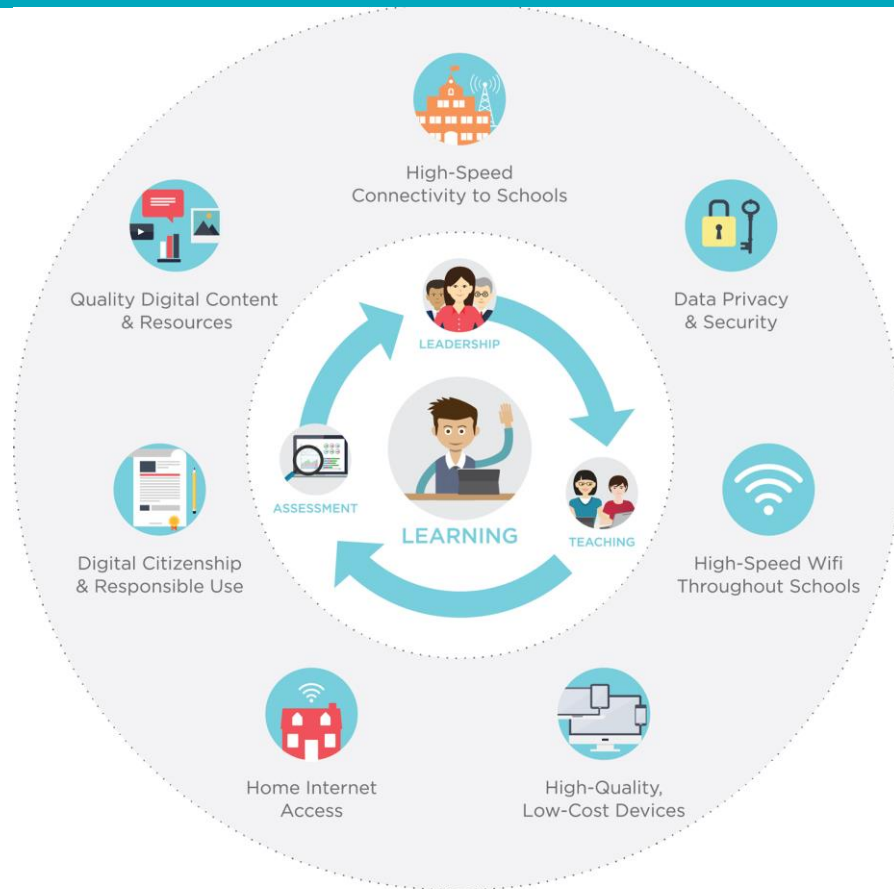 High-Speed
Connectivity to Schools
Data Privacy
& Security
High-Speed Wifi
Throughout Schools
High-Quality,
Low-Cost Devices
Home Internet
Access
Digital Citizenship
& Responsible Use
Quality Digital Content
& Resources
LEADERSHIP
TEACHING
ASSESSMENT
LEARNING